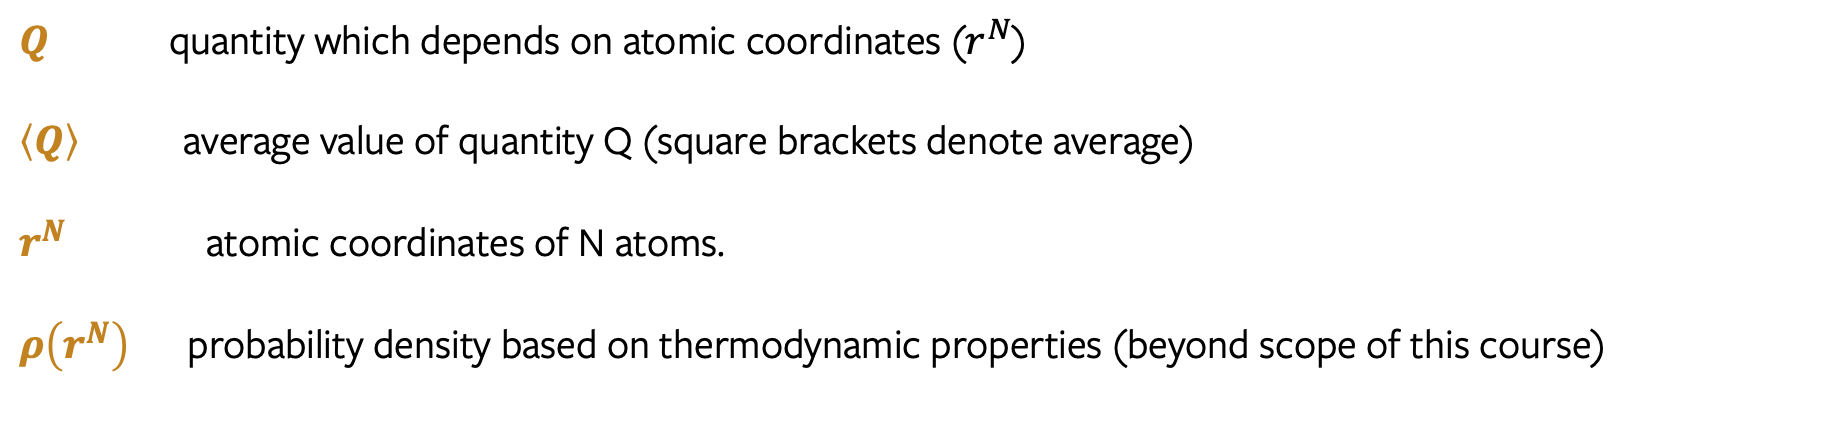 Q quantity which depends on atomic coordinates (r^N)
⟨Q⟩ average value of quantity Q (square brackets denote average)
r^N atomic coordinates of N atoms.
ρ(r^N) probability density based on thermodynamic properties (beyond scope of this course)